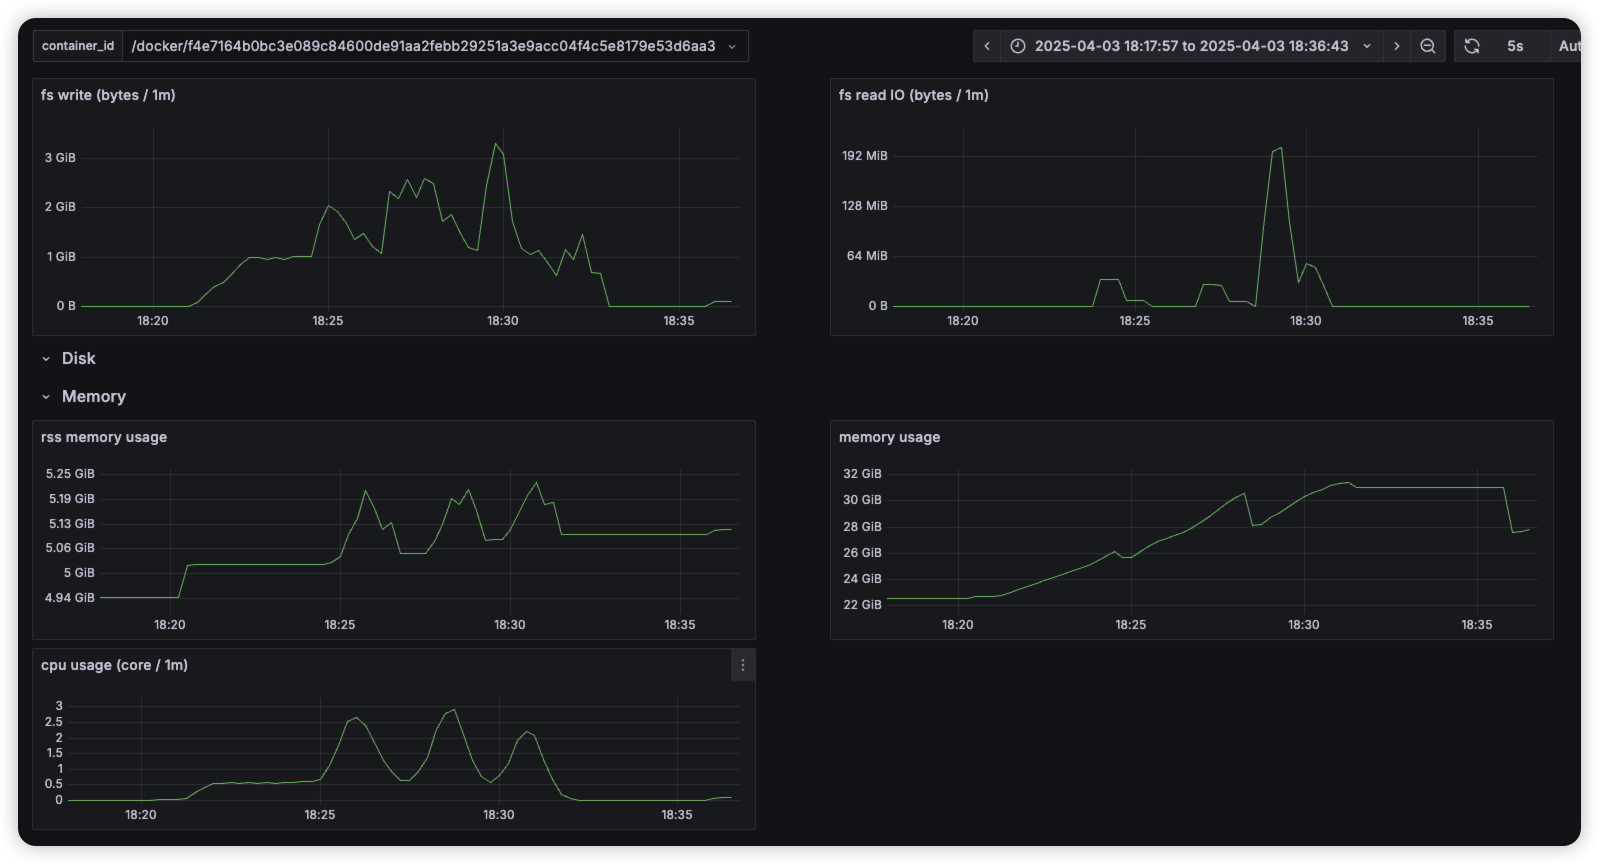 container_id /docker/f4e7164b0bc3e089c84600de91aa2febb29251a3e9acc04f4c5e8179e53d6aa3 2025-04-03 18:17:57 to 2025-04-03 18:36:43 5s Aut
fs write (bytes / 1m)
3 GiB
2 GiB
1 GiB
0 B
18:20 18:25 18:30 18:35
fs read IO (bytes / 1m)
192 MiB
128 MiB
64 MiB
0 B
18:20 18:25 18:30 18:35
Disk
Memory
rss memory usage
5.25 GiB
5.19 GiB
5.13 GiB
5.06 GiB
5 GiB
4.94 GiB
18:20 18:25 18:30 18:35
memory usage
32 GiB
30 GiB
28 GiB
26 GiB
24 GiB
22 GiB
18:20 18:25 18:30 18:35
cpu usage (core / 1m)
3
2.5
2
1.5
1
0.5
0
18:20 18:25 18:30 18:35